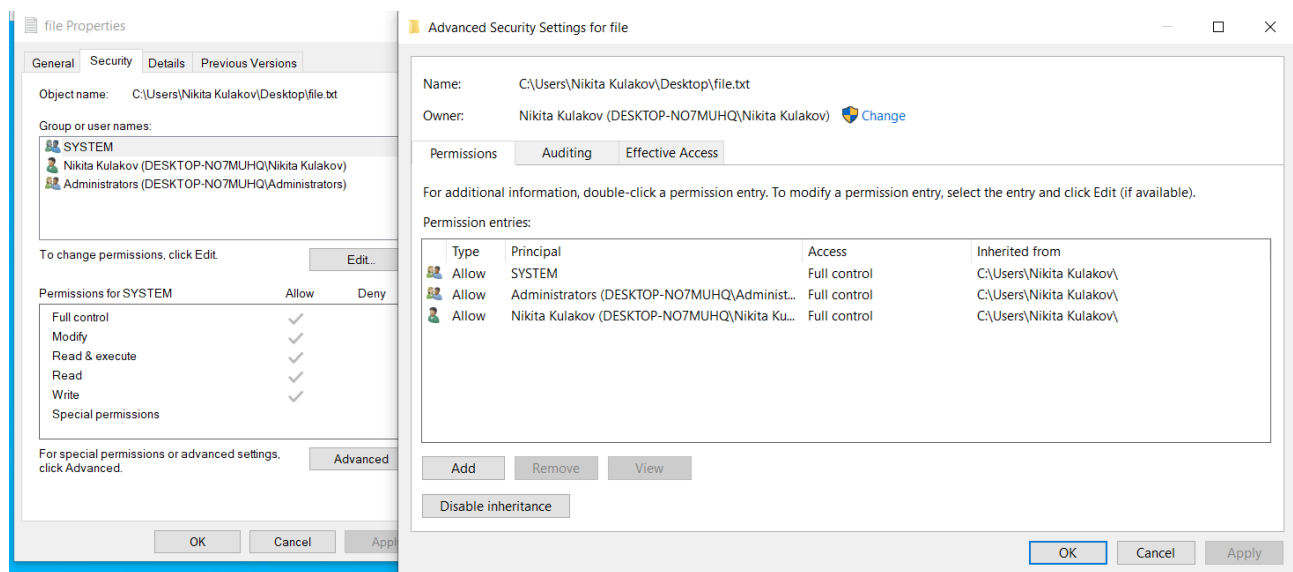 file Properties
General Security Details Previous Versions
Object name: C:\Users\Nikita Kulakov\Desktop\file.txt
Group or user names:
SYSTEM
Nikita Kulakov (DESKTOP-NO7MUHQ\Nikita Kulakov)
Administrators (DESKTOP-NO7MUHQ\Administrators)
To change permissions, click Edit.
Edit...
Permissions for SYSTEM Allow Deny
Full control
Modify
Read & execute
Read
Write
Special permissions
For special permissions or advanced settings,
click Advanced.
Advanced
OK Cancel Appl
Advanced Security Settings for file
Name: C:\Users\Nikita Kulakov\Desktop\file.txt
Owner: Nikita Kulakov (DESKTOP-NO7MUHQ\Nikita Kulakov) Change
Permissions Auditing Effective Access
For additional information, double-click a permission entry. To modify a permission entry, select the entry and click Edit (if available).
Permission entries:
Type Principal Access Inherited from
Allow SYSTEM Full control C:\Users\Nikita Kulakov\
Allow Administrators (DESKTOP-NO7MUHQ\Administ... Full control C:\Users\Nikita Kulakov\
Allow Nikita Kulakov (DESKTOP-NO7MUHQ\Nikita Ku... Full control C:\Users\Nikita Kulakov\
Add Remove View
Disable inheritance
OK Cancel Apply